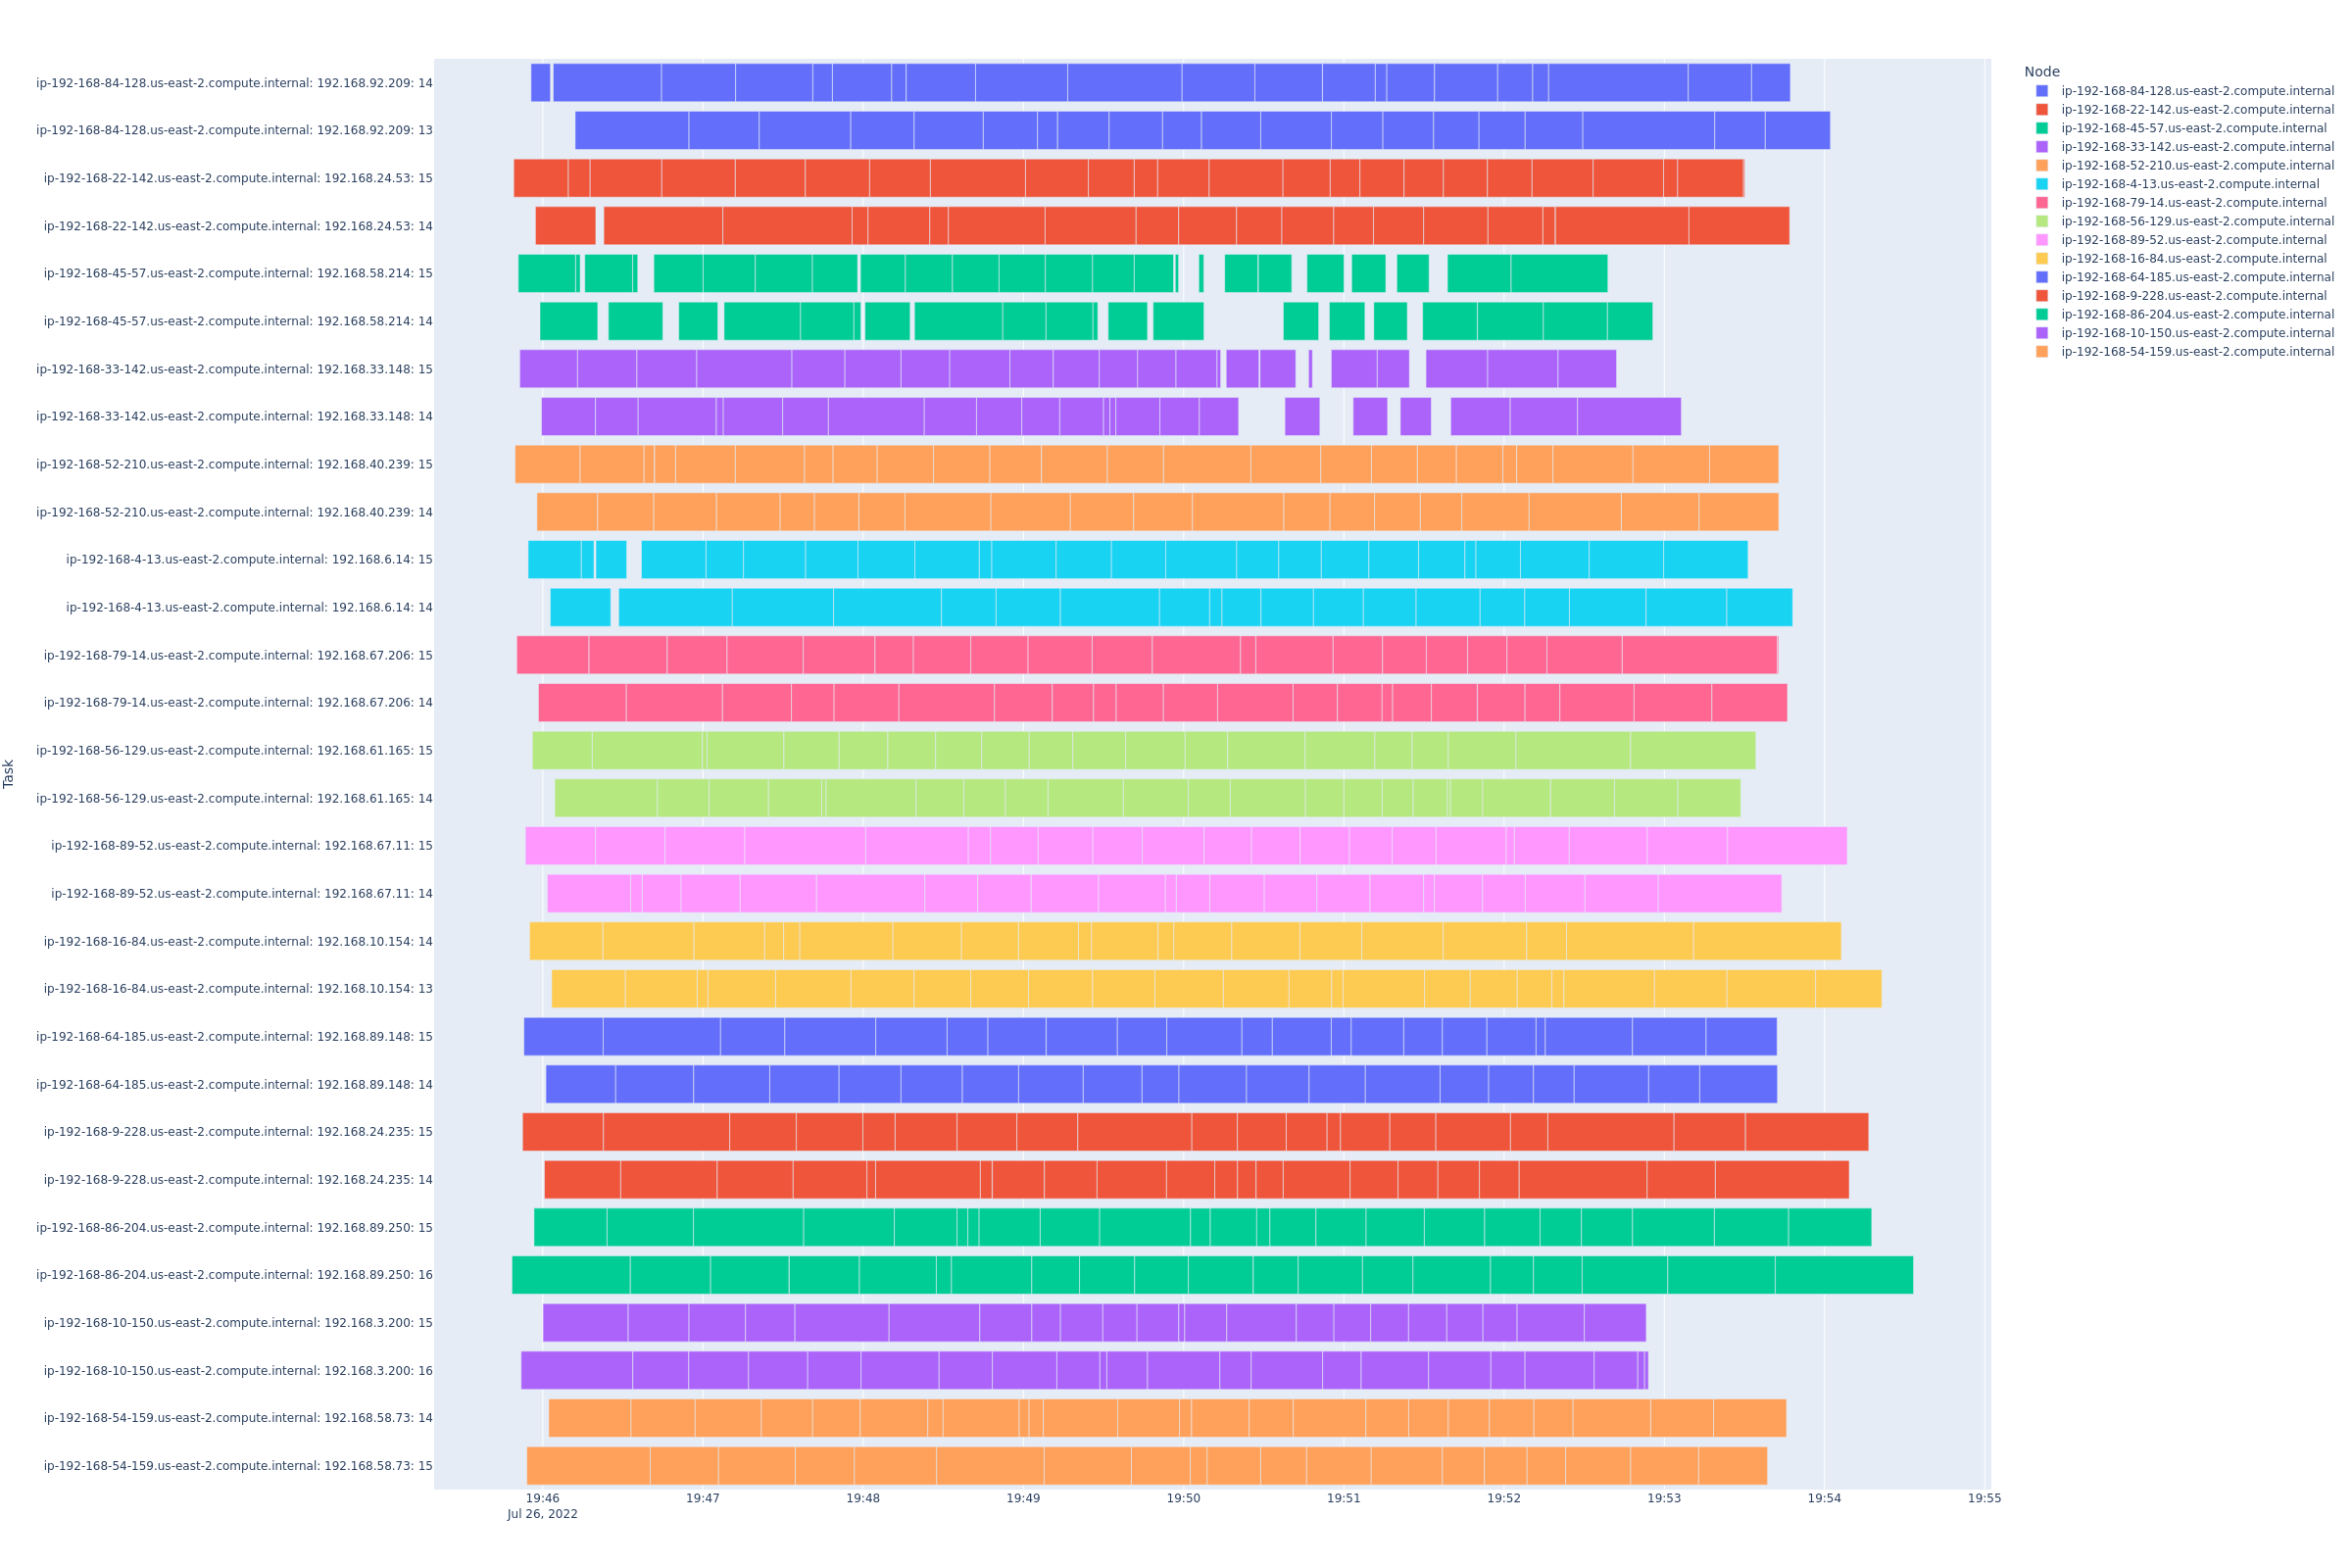 ip-192-168-84-128.us-east-2.compute.internal: 192.168.92.209: 14
ip-192-168-84-128.us-east-2.compute.internal: 192.168.92.209: 13
ip-192-168-22-142.us-east-2.compute.internal: 192.168.24.53: 15
ip-192-168-22-142.us-east-2.compute.internal: 192.168.24.53: 14
ip-192-168-45-57.us-east-2.compute.internal: 192.168.58.214: 15
ip-192-168-45-57.us-east-2.compute.internal: 192.168.58.214: 14
ip-192-168-33-142.us-east-2.compute.internal: 192.168.33.148: 15
ip-192-168-33-142.us-east-2.compute.internal: 192.168.33.148: 14
ip-192-168-52-210.us-east-2.compute.internal: 192.168.40.239: 15
ip-192-168-52-210.us-east-2.compute.internal: 192.168.40.239: 14
ip-192-168-4-13.us-east-2.compute.internal: 192.168.6.14: 15
ip-192-168-4-13.us-east-2.compute.internal: 192.168.6.14: 14
ip-192-168-79-14.us-east-2.compute.internal: 192.168.67.206: 15
ip-192-168-79-14.us-east-2.compute.internal: 192.168.67.206: 14
ip-192-168-56-129.us-east-2.compute.internal: 192.168.61.165: 15
ip-192-168-56-129.us-east-2.compute.internal: 192.168.61.165: 14
ip-192-168-89-52.us-east-2.compute.internal: 192.168.67.11: 15
ip-192-168-89-52.us-east-2.compute.internal: 192.168.67.11: 14
ip-192-168-16-84.us-east-2.compute.internal: 192.168.10.154: 14
ip-192-168-16-84.us-east-2.compute.internal: 192.168.10.154: 13
ip-192-168-64-185.us-east-2.compute.internal: 192.168.89.148: 15
ip-192-168-64-185.us-east-2.compute.internal: 192.168.89.148: 14
ip-192-168-9-228.us-east-2.compute.internal: 192.168.24.235: 15
ip-192-168-9-228.us-east-2.compute.internal: 192.168.24.235: 14
ip-192-168-86-204.us-east-2.compute.internal: 192.168.89.250: 15
ip-192-168-86-204.us-east-2.compute.internal: 192.168.89.250: 16
ip-192-168-10-150.us-east-2.compute.internal: 192.168.3.200: 15
ip-192-168-10-150.us-east-2.compute.internal: 192.168.3.200: 16
ip-192-168-54-159.us-east-2.compute.internal: 192.168.58.73: 14
ip-192-168-54-159.us-east-2.compute.internal: 192.168.58.73: 15
Task
19:46 19:47 19:48 19:49 19:50 19:51 19:52 19:53 19:54 19:55
Jul 26, 2022
Node
ip-192-168-84-128.us-east-2.compute.internal
ip-192-168-22-142.us-east-2.compute.internal
ip-192-168-45-57.us-east-2.compute.internal
ip-192-168-33-142.us-east-2.compute.internal
ip-192-168-52-210.us-east-2.compute.internal
ip-192-168-4-13.us-east-2.compute.internal
ip-192-168-79-14.us-east-2.compute.internal
ip-192-168-56-129.us-east-2.compute.internal
ip-192-168-89-52.us-east-2.compute.internal
ip-192-168-16-84.us-east-2.compute.internal
ip-192-168-64-185.us-east-2.compute.internal
ip-192-168-9-228.us-east-2.compute.internal
ip-192-168-86-204.us-east-2.compute.internal
ip-192-168-10-150.us-east-2.compute.internal
ip-192-168-54-159.us-east-2.compute.internal